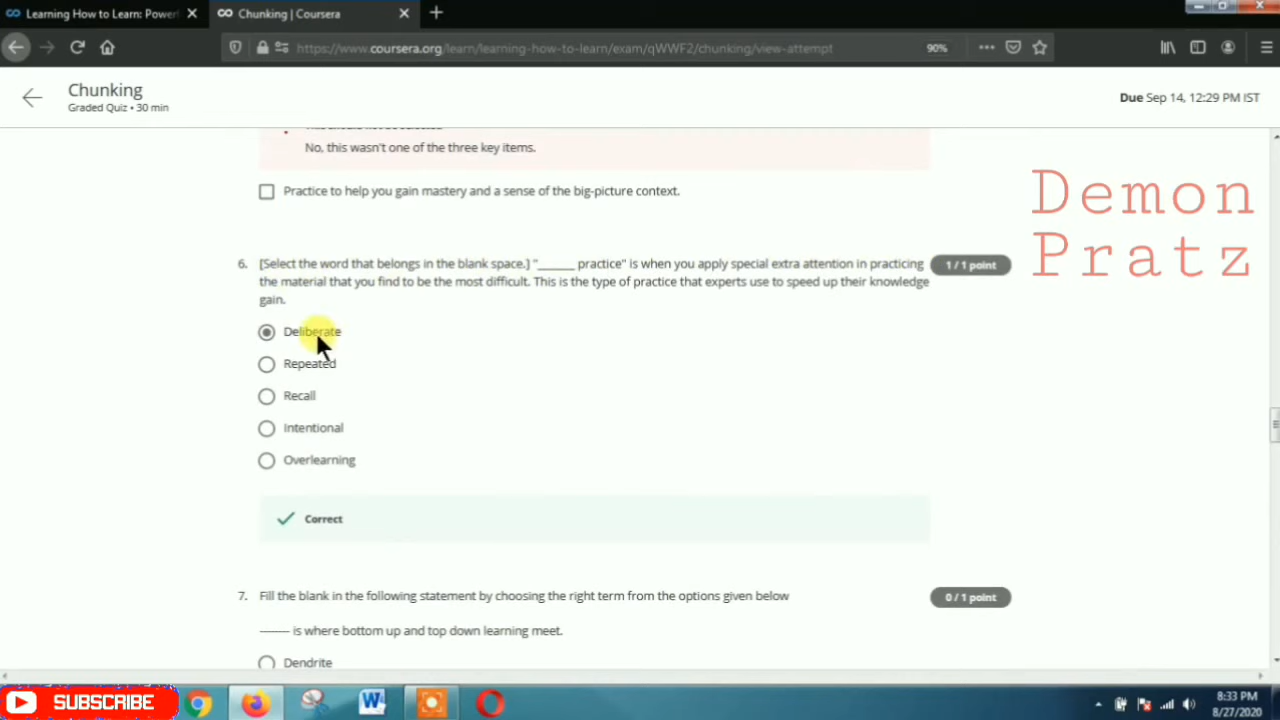 Learning How to Learn: Power
Chunking | Coursera
https://www.coursera.org/learn/learning-how-to-learn/exam/qWWF2/chunking/view-attempt
90%
Chunking
Graded Quiz • 30 min
Due Sep 14, 12:29 PM IST
No, this wasn't one of the three key items.
Practice to help you gain mastery and a sense of the big-picture context.
Demon
Pratz
6. [Select the word that belongs in the blank space.] "______ practice" is when you apply special extra attention in practicing
1 / 1 point
the material that you find to be the most difficult. This is the type of practice that experts use to speed up their knowledge
gain.
Deliberate
Repeated
Recall
Intentional
Overlearning
Correct
7. Fill the blank in the following statement by choosing the right term from the options given below
0 / 1 point
—— is where bottom up and top down learning meet.
Dendrite
SUBSCRIBE
8:33 PM
8/27/2020